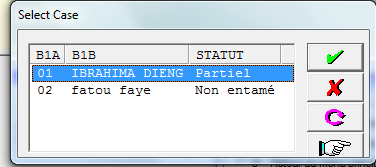 Select Case
B1A B1B STATUT
01 IBRAHIMA DIENG Partiel
02 fatou faye Non entamé